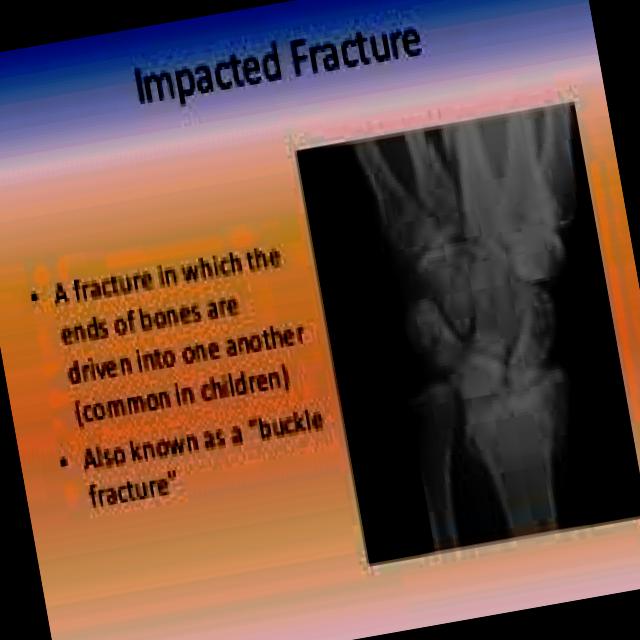 Impacted Fracture
• A fracture in which the
ends of bones are
driven into one another
(common in children)
• Also known as a "buckle
fracture"